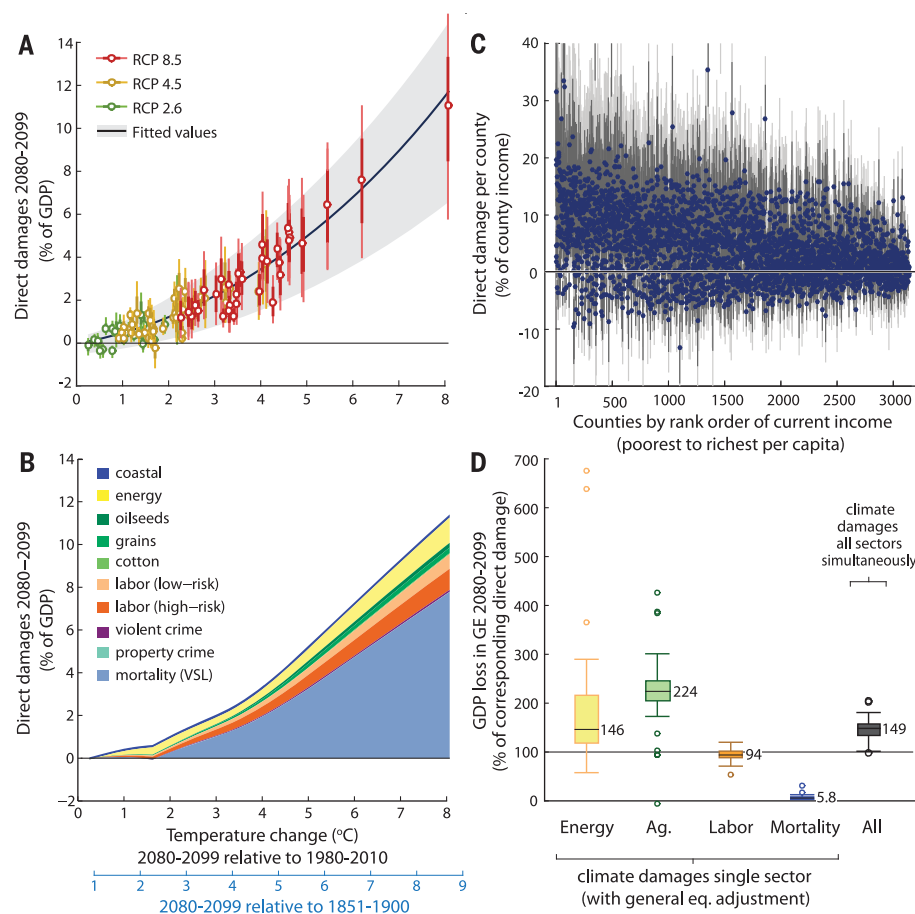 A
14
12
10
8
6
4
2
0
-2
Direct damages 2080-2099
(% of GDP)
RCP 8.5
RCP 4.5
RCP 2.6
Fitted values
0 1 2 3 4 5 6 7 8
C
40
30
20
10
0
-10
-20
Direct damage per county
(% of county income)
1 500 1000 1500 2000 2500 3000
Counties by rank order of current income
(poorest to richest per capita)
B
14
12
10
8
6
4
2
0
−2
Direct damages 2080−2099
(% of GDP)
coastal
energy
oilseeds
grains
cotton
labor (low−risk)
labor (high−risk)
violent crime
property crime
mortality (VSL)
0 1 2 3 4 5 6 7 8
Temperature change (°C)
2080-2099 relative to 1980-2010
1 2 3 4 5 6 7 8 9
2080-2099 relative to 1851-1900
D
700
600
500
400
300
200
100
0
GDP loss in GE 2080-2099
(% of corresponding direct damage)
climate
damages
all sectors
simultaneously
146
224
94
5.8
149
Energy Ag. Labor Mortality All
climate damages single sector
(with general eq. adjustment)